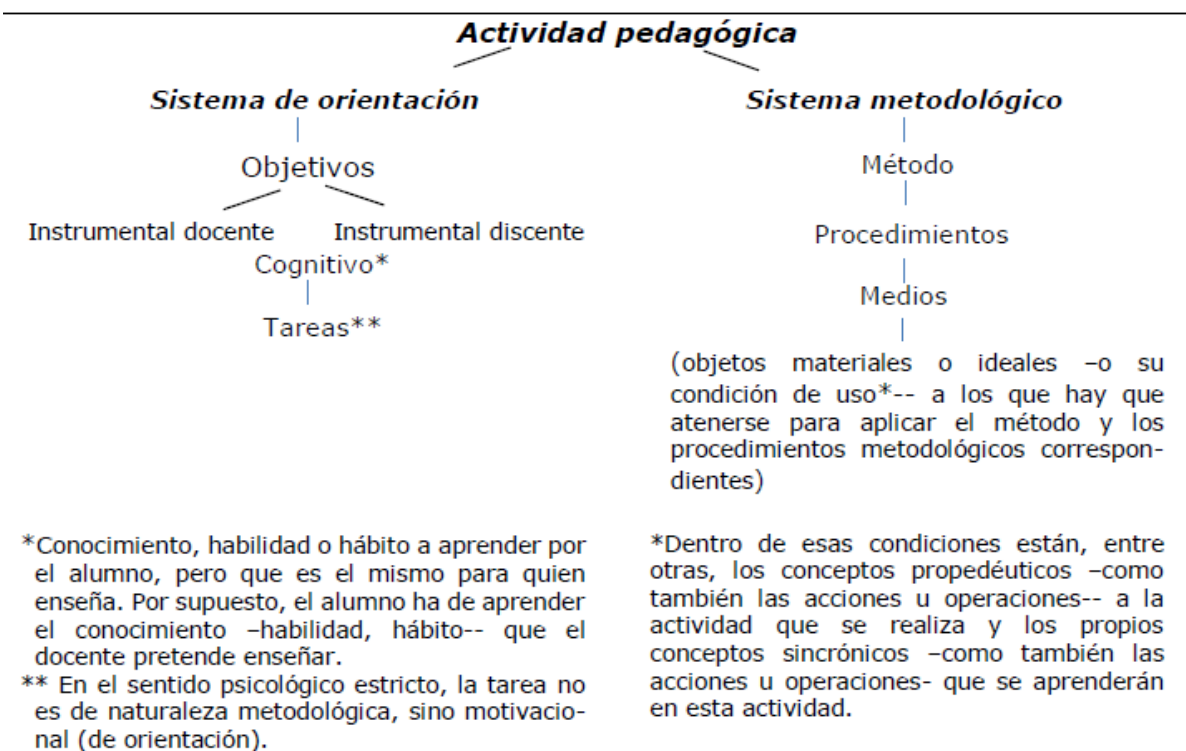 Actividad pedagógica
Sistema de orientación
Objetivos
Instrumental docente Instrumental discente
Cognitivo*
Tareas**
Sistema metodológico
Método
Procedimientos
Medios
(objetos materiales o ideales –o su
condición de uso*-- a los que hay que
atenerse para aplicar el método y los
procedimientos metodológicos correspon-
dientes)
*Conocimiento, habilidad o hábito a aprender por
el alumno, pero que es el mismo para quien
enseña. Por supuesto, el alumno ha de aprender
el conocimiento –habilidad, hábito-- que el
docente pretende enseñar.
** En el sentido psicológico estricto, la tarea no
es de naturaleza metodológica, sino motivacio-
nal (de orientación).
*Dentro de esas condiciones están, entre
otras, los conceptos propedéuticos –como
también las acciones u operaciones-- a la
actividad que se realiza y los propios
conceptos sincrónicos –como también las
acciones u operaciones- que se aprenderán
en esta actividad.